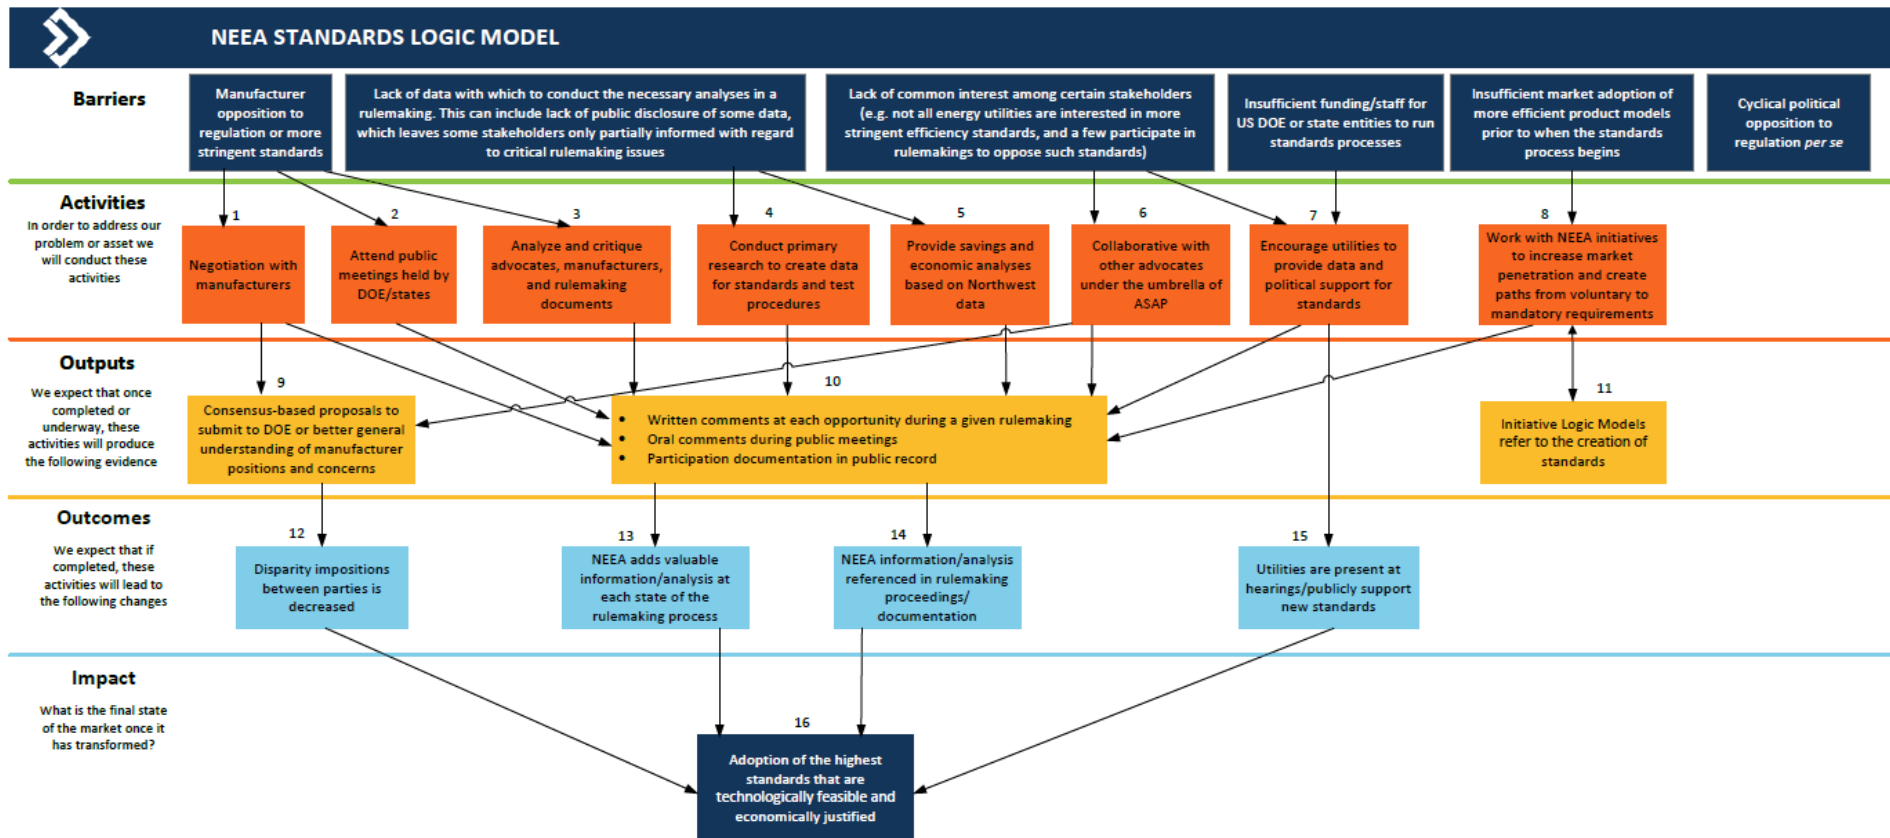 NEEA STANDARDS LOGIC MODEL
Barriers
Manufacturer
opposition to
regulation or more
stringent standards
Lack of data with which to conduct the necessary analyses in a
rulemaking. This can include lack of public disclosure of some data,
which leaves some stakeholders only partially informed with regard
to critical rulemaking issues
Lack of common interest among certain stakeholders
(e.g. not all energy utilities are interested in more
stringent efficiency standards, and a few participate in
rulemakings to oppose such standards)
Insufficient funding/staff for
US DOE or state entities to run
standards processes
Insufficient market adoption of
more efficient product models
prior to when the standards
process begins
Cyclical political
opposition to
regulation per se
Activities
In order to address our
problem or asset we
will conduct these
activities
1
Negotiation with
manufacturers
2
Attend public
meetings held by
DOE/states
3
Analyze and critique
advocates, manufacturers,
and rulemaking
documents
4
Conduct primary
research to create data
for standards and test
procedures
5
Provide savings and
economic analyses
based on Northwest
data
6
Collaborative with
other advocates
under the umbrella of
ASAP
7
Encourage utilities to
provide data and
political support for
standards
8
Work with NEEA initiatives
to increase market
penetration and create
paths from voluntary to
mandatory requirements
Outputs
We expect that once
completed or
underway, these
activities will produce
the following evidence
9
Consensus-based proposals to
submit to DOE or better general
understanding of manufacturer
positions and concerns
10
• Written comments at each opportunity during a given rulemaking
• Oral comments during public meetings
• Participation documentation in public record
11
Initiative Logic Models
refer to the creation of
standards
Outcomes
We expect that if
completed, these
activities will lead to
the following changes
12
Disparity impositions
between parties is
decreased
13
NEEA adds valuable
information/analysis at
each state of the
rulemaking process
14
NEEA information/analysis
referenced in rulemaking
proceedings/
documentation
15
Utilities are present at
hearings/publicly support
new standards
Impact
What is the final state
of the market once it
has transformed?
16
Adoption of the highest
standards that are
technologically feasible and
economically justified